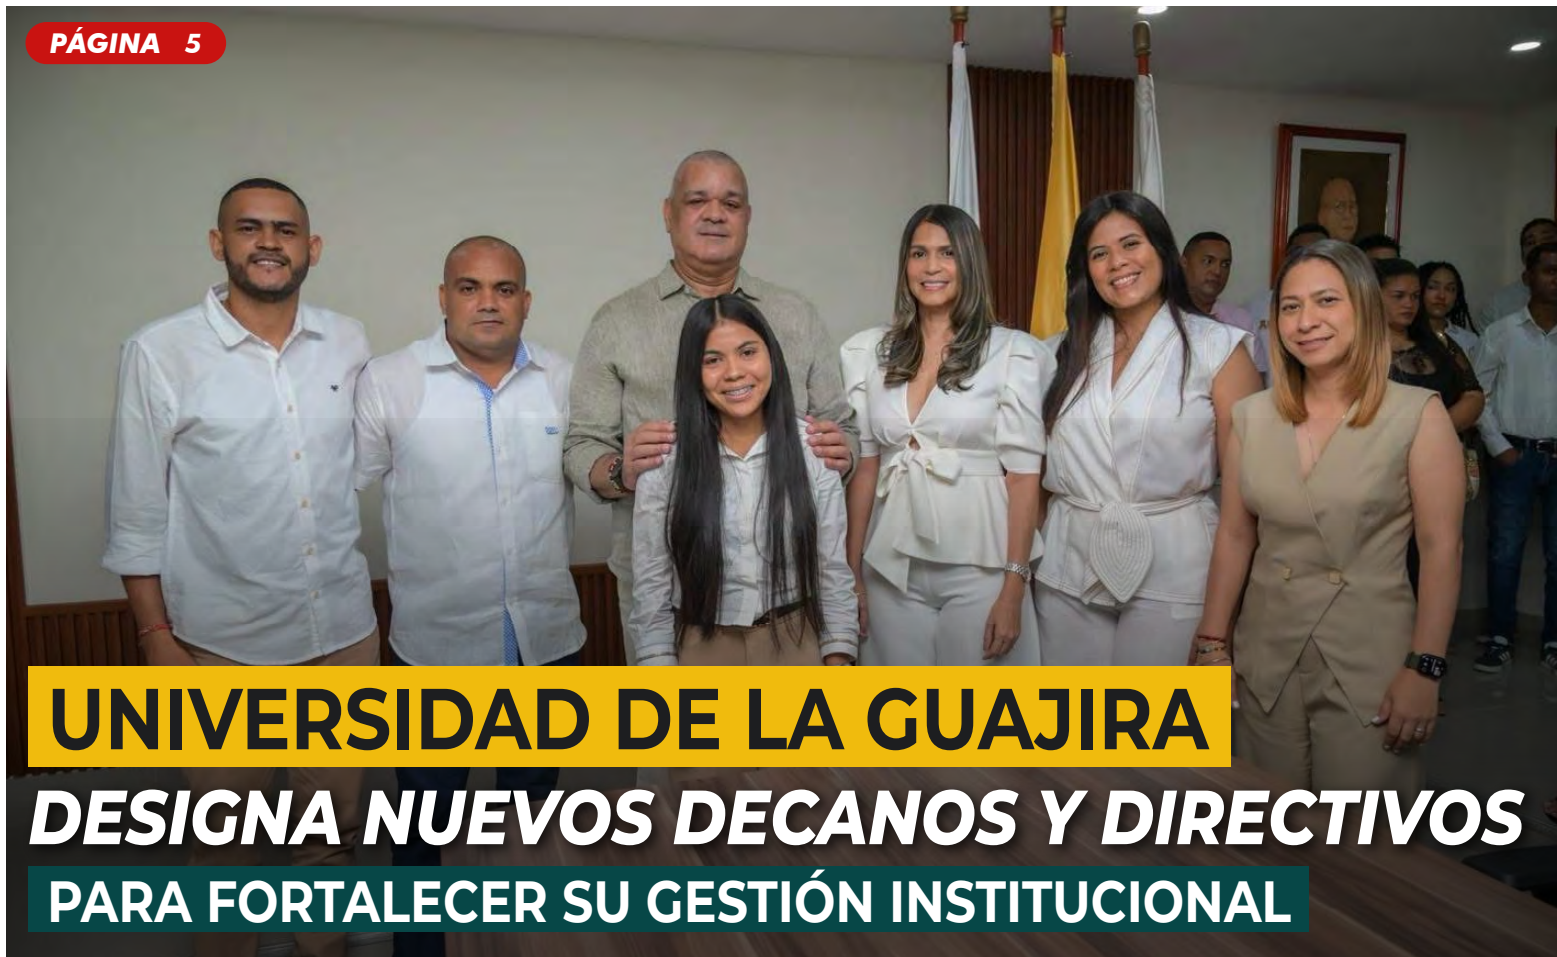 PÁGINA 5
UNIVERSIDAD DE LA GUAJIRA
DESIGNA NUEVOS DECANOS Y DIRECTIVOS
PARA FORTALECER SU GESTIÓN INSTITUCIONAL